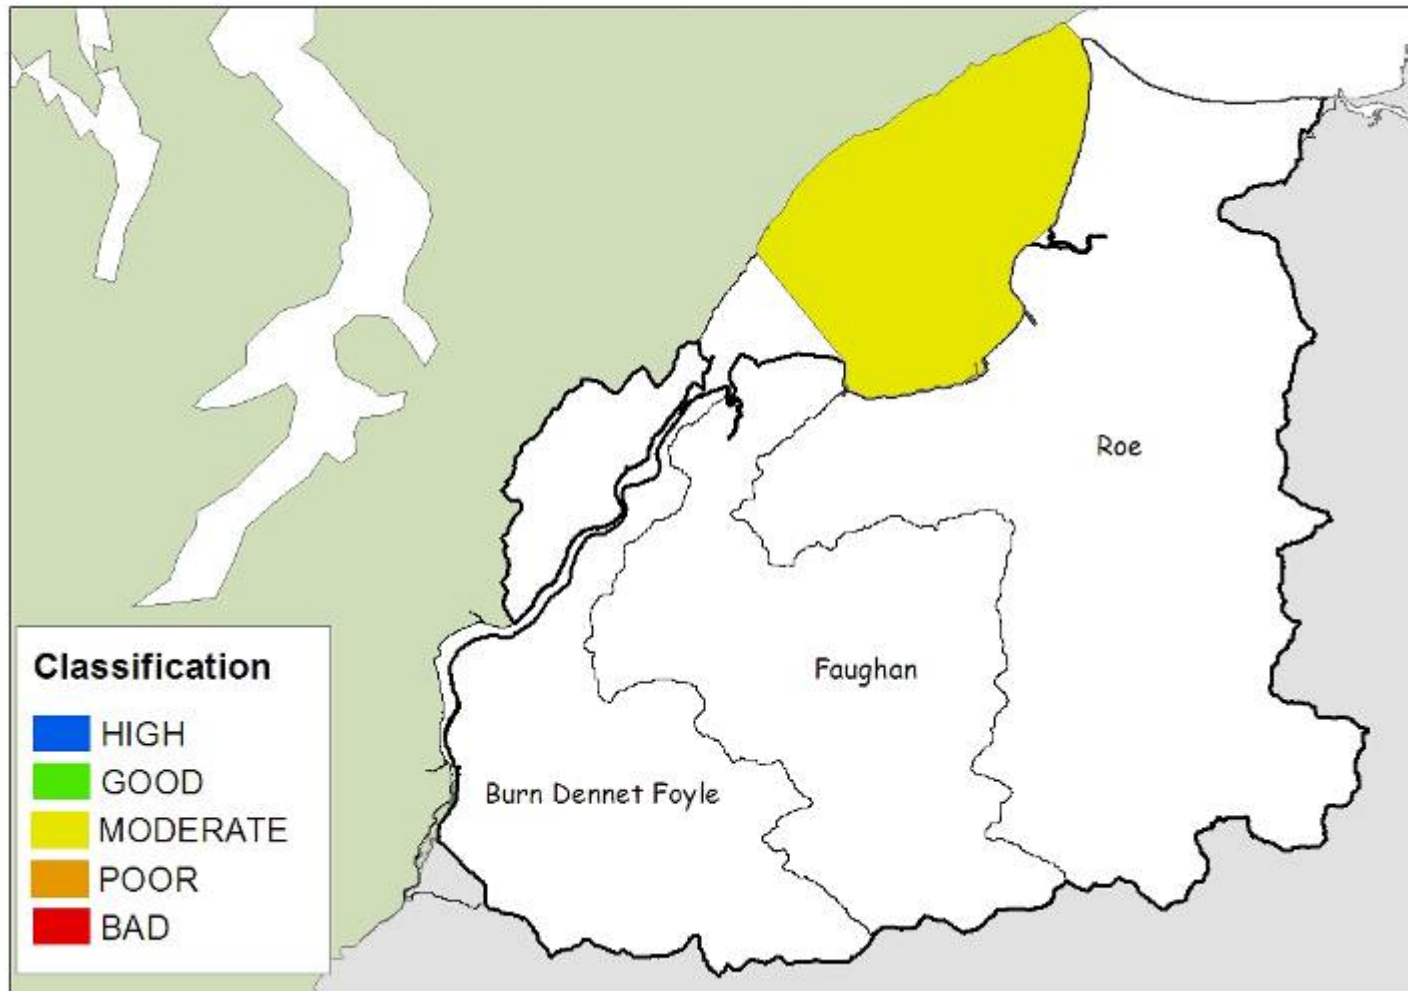 Roe
Faughan
Burn Dennet Foyle
Classification
HIGH
GOOD
MODERATE
POOR
BAD